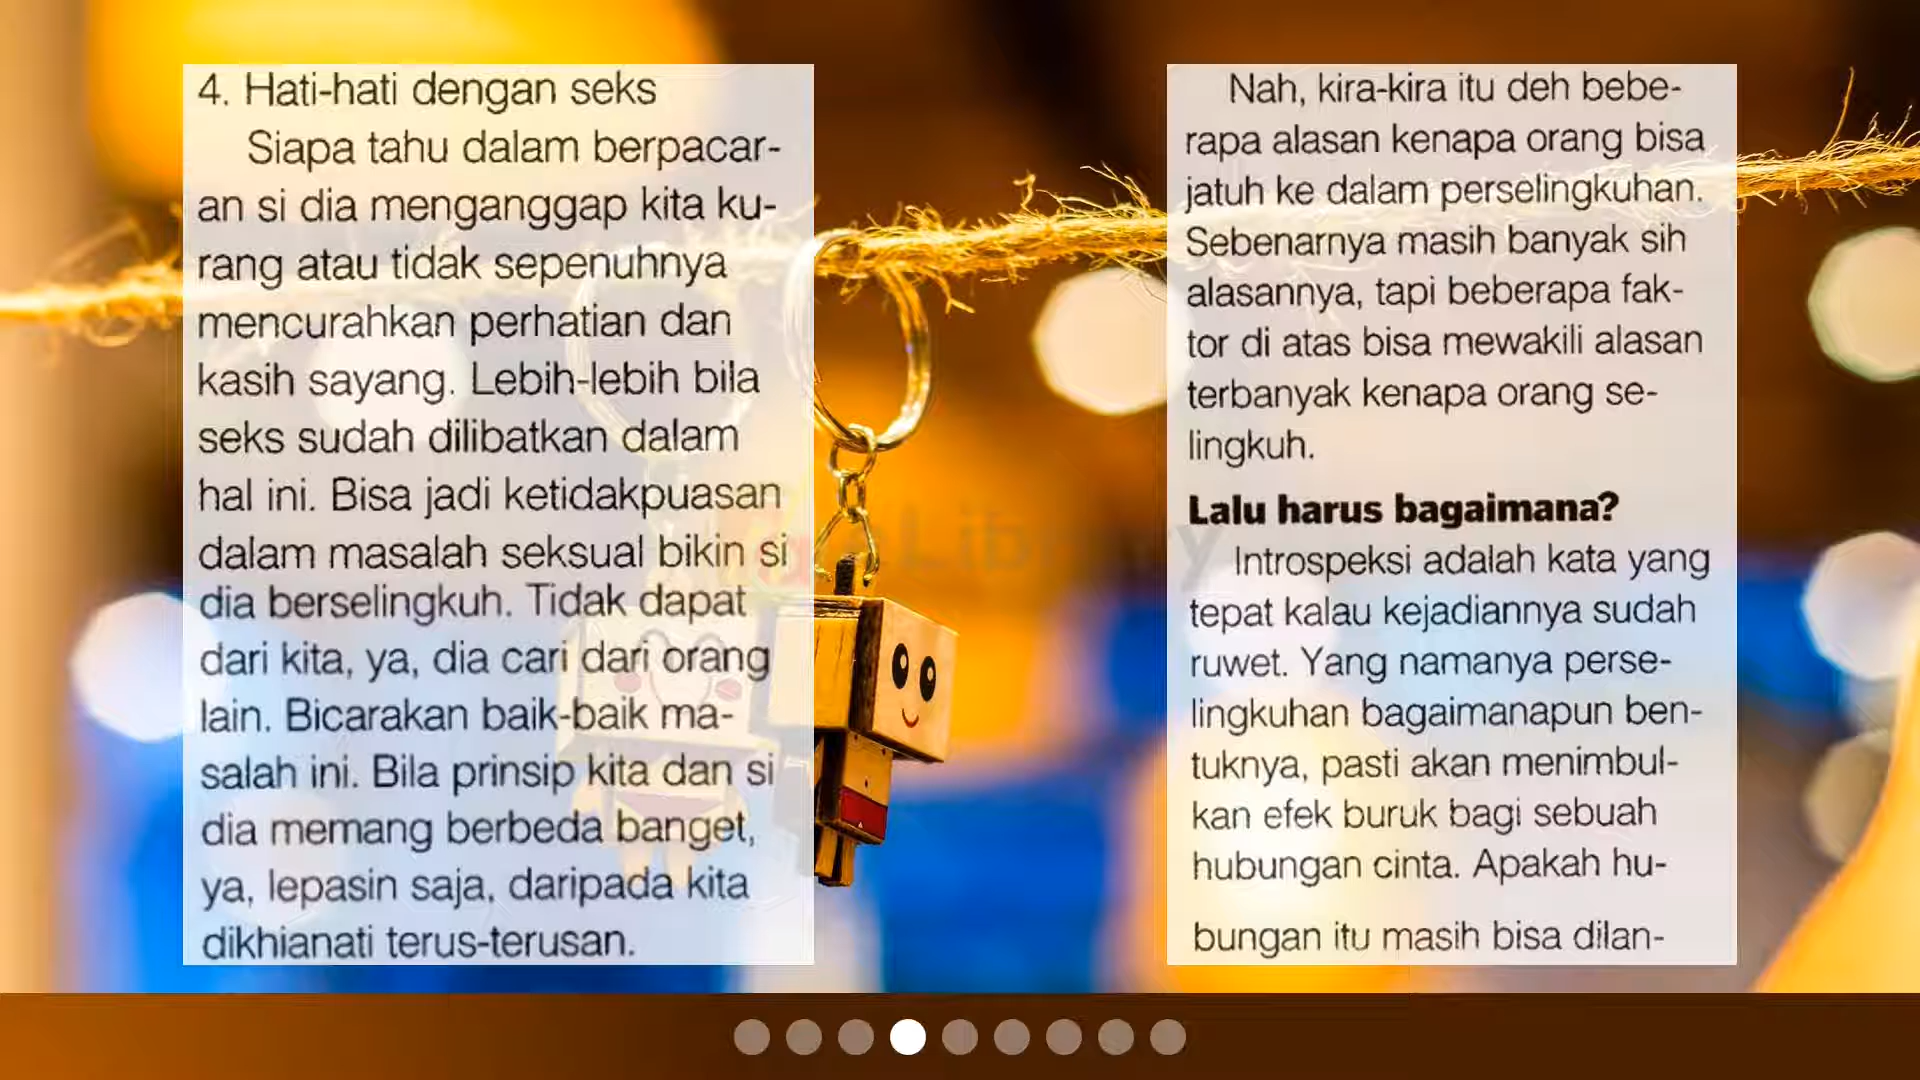 4. Hati-hati dengan seks
Siapa tahu dalam berpacar-
an si dia menganggap kita ku-
rang atau tidak sepenuhnya
mencurahkan perhatian dan
kasih sayang. Lebih-lebih bila
seks sudah dilibatkan dalam
hal ini. Bisa jadi ketidakpuasan
dalam masalah seksual bikin si
dia berselingkuh. Tidak dapat
dari kita, ya, dia cari dari orang
lain. Bicarakan baik-baik ma-
salah ini. Bila prinsip kita dan si
dia memang berbeda banget,
ya, lepasin saja, daripada kita
dikhianati terus-terusan.
Nah, kira-kira itu deh bebe-
rapa alasan kenapa orang bisa
jatuh ke dalam perselingkuhan.
Sebenarnya masih banyak sih
alasannya, tapi beberapa fak-
tor di atas bisa mewakili alasan
terbanyak kenapa orang se-
lingkuh.
Lalu harus bagaimana?
Introspeksi adalah kata yang
tepat kalau kejadiannya sudah
ruwet. Yang namanya perse-
lingkuhan bagaimanapun ben-
tuknya, pasti akan menimbul-
kan efek buruk bagi sebuah
hubungan cinta. Apakah hu-
bungan itu masih bisa dilan-